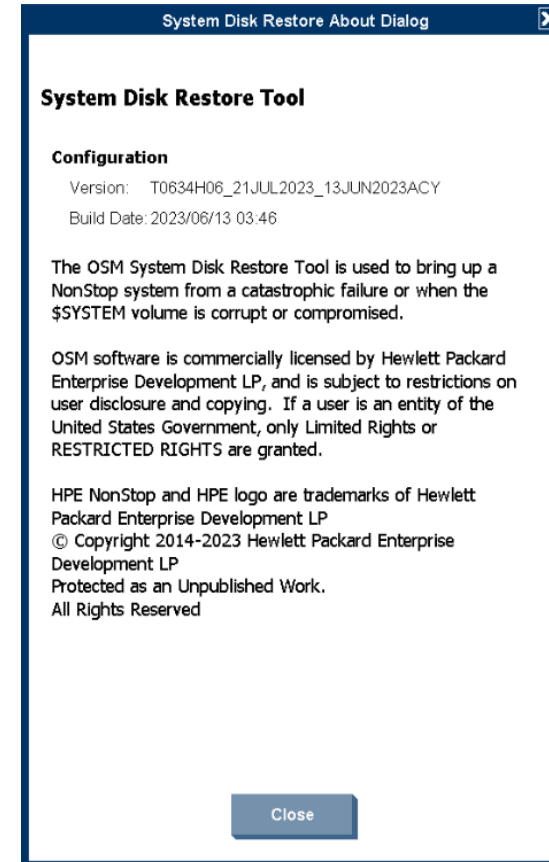 System Disk Restore About Dialog
System Disk Restore Tool
Configuration
Version: T0634H06_21JUL2023_13JUN2023ACY
Build Date: 2023/06/13 03:46
The OSM System Disk Restore Tool is used to bring up a
NonStop system from a catastrophic failure or when the
$SYSTEM volume is corrupt or compromised.
OSM software is commercially licensed by Hewlett Packard
Enterprise Development LP, and is subject to restrictions on
user disclosure and copying. If a user is an entity of the
United States Government, only Limited Rights or
RESTRICTED RIGHTS are granted.
HPE NonStop and HPE logo are trademarks of Hewlett
Packard Enterprise Development LP
© Copyright 2014-2023 Hewlett Packard Enterprise
Development LP
Protected as an Unpublished Work.
All Rights Reserved
Close